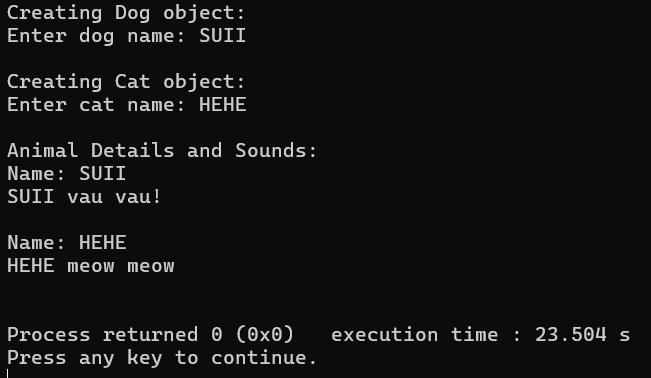 Creating Dog object:
Enter dog name: SUII
Creating Cat object:
Enter cat name: HEHE
Animal Details and Sounds:
Name: SUII
SUII vau vau!
Name: HEHE
HEHE meow meow
Process returned 0 (0x0)   execution time : 23.504 s
Press any key to continue.